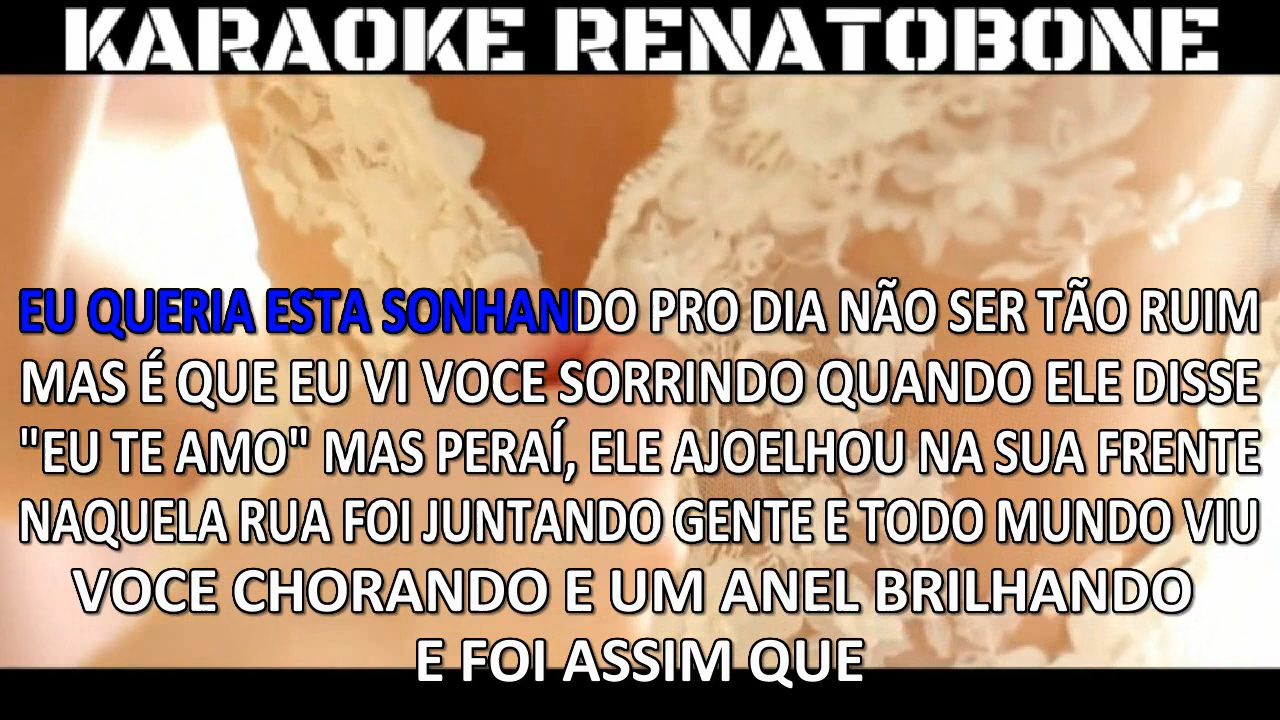 KARAOKE RENATOBONE
EU QUERIA ESTA SONHANDO PRO DIA NÃO SER TÃO RUIM
MAS É QUE EU VI VOCE SORRINDO QUANDO ELE DISSE
"EU TE AMO" MAS PERAÍ, ELE AJOELHOU NA SUA FRENTE
NAQUELA RUA FOI JUNTANDO GENTE E TODO MUNDO VIU
VOCE CHORANDO E UM ANEL BRILHANDO
E FOI ASSIM QUE